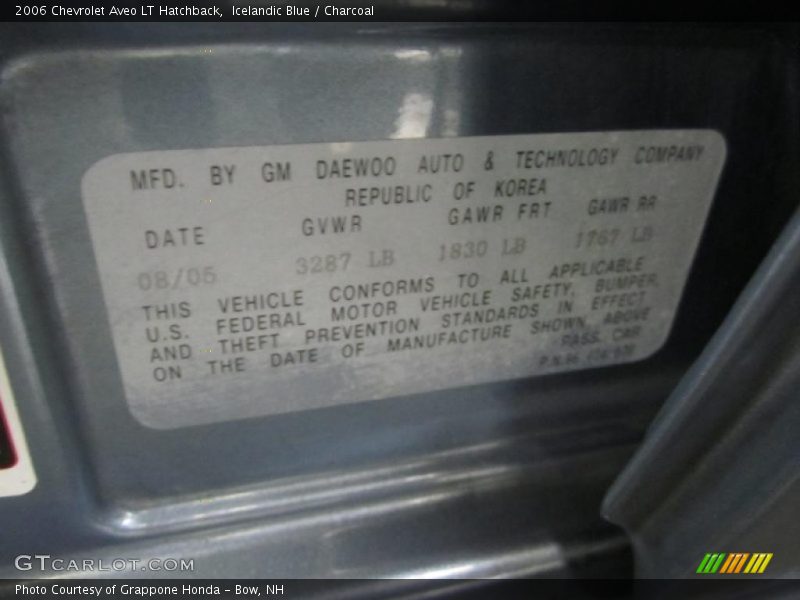 2006 Chevrolet Aveo LT Hatchback, Icelandic Blue / Charcoal
MFD. BY GM DAEWOO AUTO & TECHNOLOGY COMPANY
REPUBLIC OF KOREA
DATE GVWR GAWR FRT GAWR RR
08/05 3287 LB 1830 LB 1767 LB
THIS VEHICLE CONFORMS TO ALL APPLICABLE
U.S. FEDERAL MOTOR VEHICLE SAFETY, BUMPER,
AND THEFT PREVENTION STANDARDS IN EFFECT
ON THE DATE OF MANUFACTURE SHOWN ABOVE
PASS. CAR
P.N.96
GTCARLOT.COM
Photo Courtesy of Grappone Honda - Bow, NH